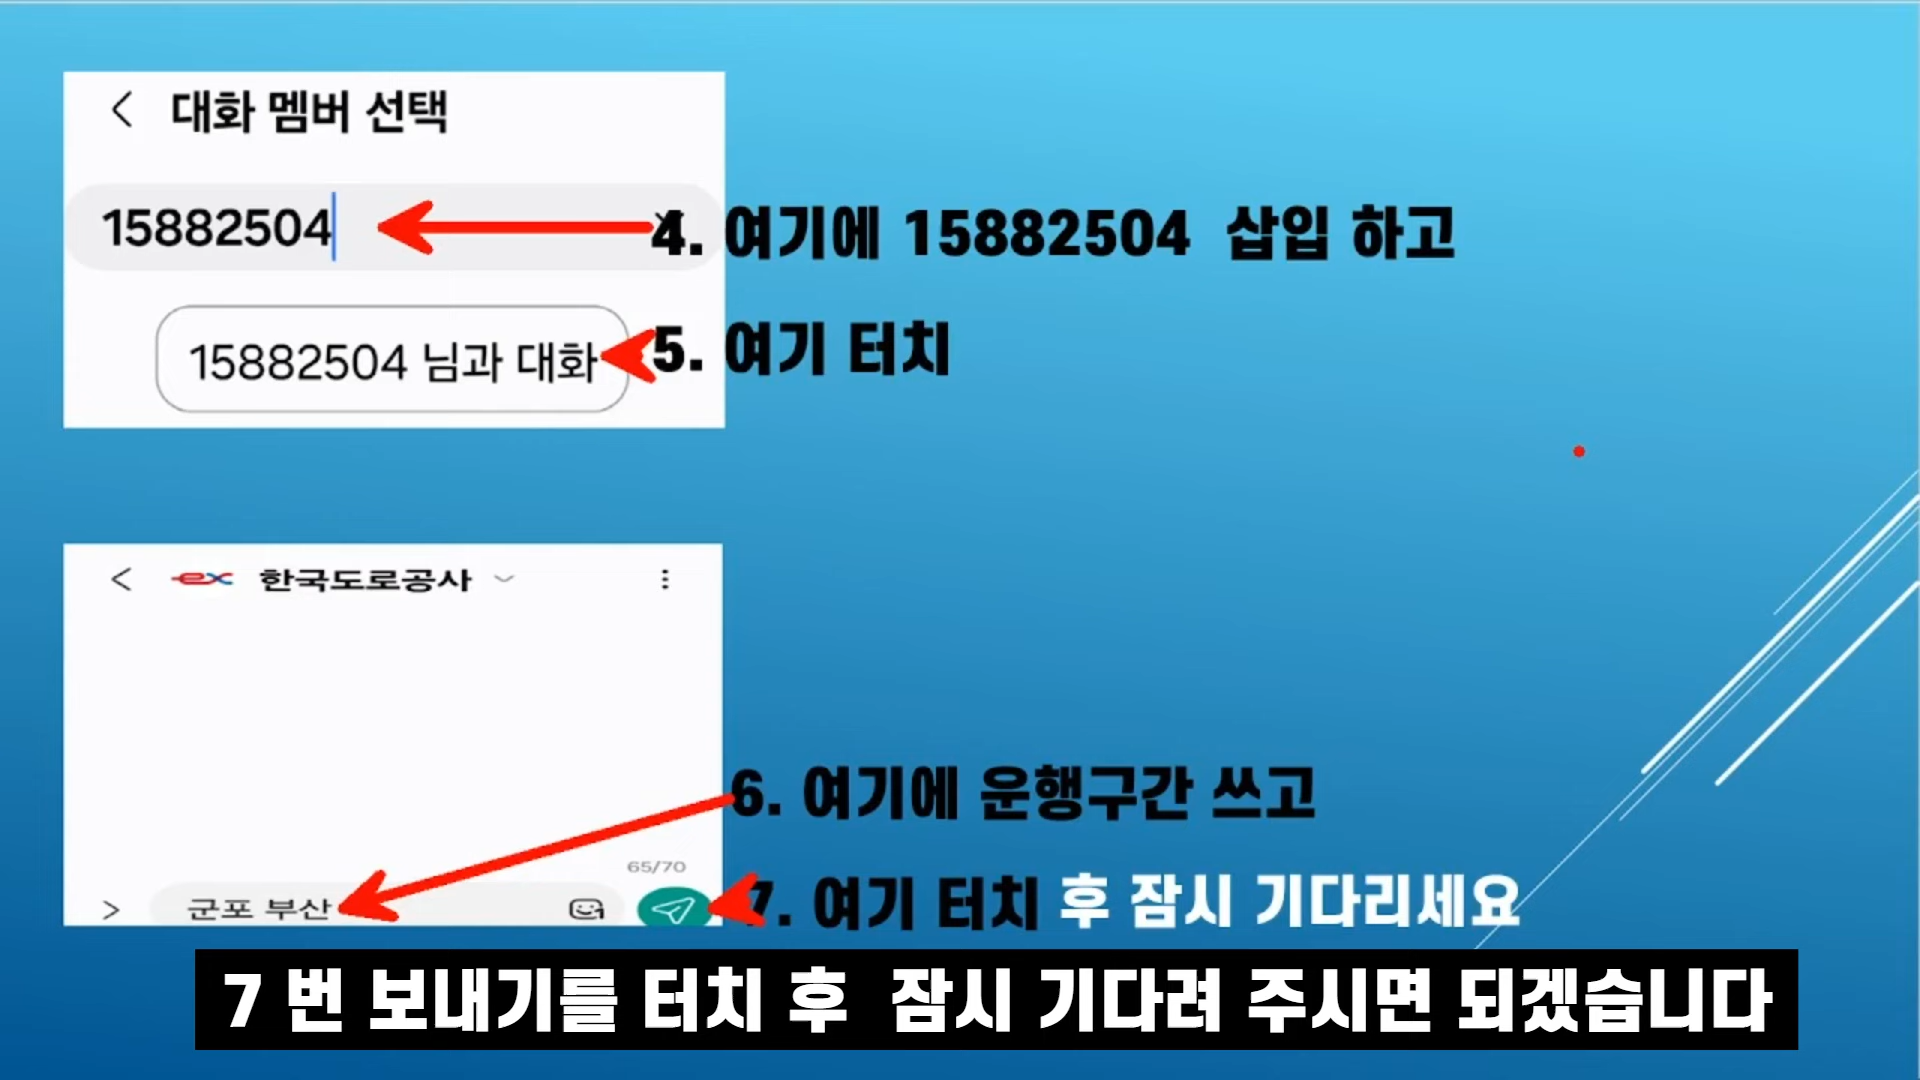 대화 멤버 선택
15882504
4. 여기에 15882504 삽입 하고
15882504 님과 대화
5. 여기 터치
ex 한국도로공사
6. 여기에 운행구간 쓰고
65/70
군포 부산
7. 여기 터치 후 잠시 기다리세요
7 번 보내기를 터치 후 잠시 기다려 주시면 되겠습니다